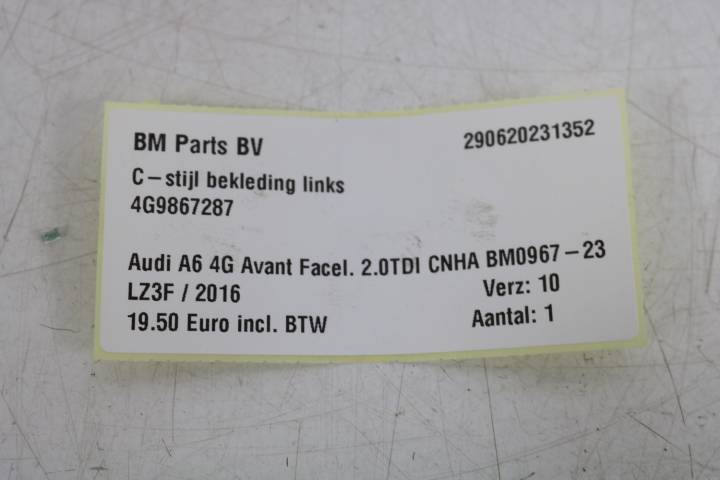 BM Parts BV 290620231352
C-stijl bekleding links
4G9867287
Audi A6 4G Avant Facel. 2.0TDI CNHA BM0967-23
LZ3F / 2016 Verz: 10
19.50 Euro incl. BTW Aantal: 1